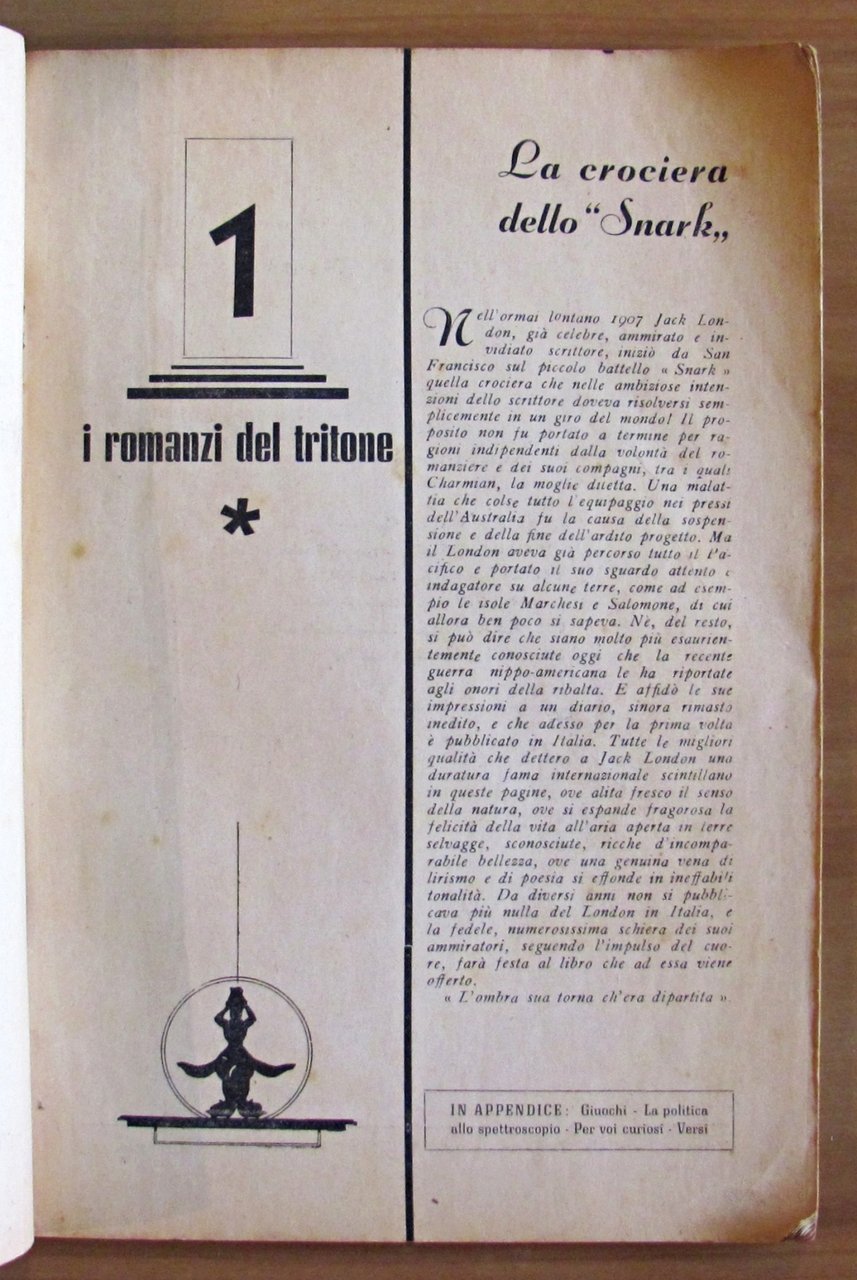 1
i romanzi del tritone
*
La crociera
dello “Snark„
Nell'ormai lontano 1907 Jack Lon-
don, già celebre, ammirato e in-
vidiato scrittore, iniziò da San
Francisco sul piccolo battello « Snark »
quella crociera che nelle ambiziose inten-
zioni dello scrittore doveva risolversi sem-
plicemente in un giro del mondo! Il pro-
posito non fu portato a termine per ra-
gioni indipendenti dalla volontà del ro-
manziere e dei suoi compagni, tra i quali
Charmian, la moglie diletta. Una malat-
tia che colse tutto l'equipaggio nei pressi
dell'Australia fu la causa della sospen-
sione e della fine dell'ardito progetto. Ma
il London aveva già percorso tutto il Pa-
cifico e portato il suo sguardo attento e
indagatore su alcune terre, come ad esem-
pio le isole Marchesi e Salomone, di cui
allora ben poco si sapeva. Nè, del resto,
si può dire che siano molto più esaurien-
temente conosciute oggi che la recente
guerra nippo-americana le ha riportate
agli onori della ribalta. E affidò le sue
impressioni a un diario, sinora rimasto
inedito, e che adesso per la prima volta
è pubblicato in Italia. Tutte le migliori
qualità che dettero a Jack London una
duratura fama internazionale scintillano
in queste pagine, ove alita fresco il senso
della natura, ove si espande fragorosa la
felicità della vita all'aria aperta in terre
selvagge, sconosciute, ricche d'incompa-
rabile bellezza, ove una genuina vena di
lirismo e di poesia si effonde in ineffabili
tonalità. Da diversi anni non si pubbli-
cava più nulla del London in Italia, e
la fedele, numerosissima schiera dei suoi
ammiratori, seguendo l'impulso del cuo-
re, farà festa al libro che ad essa viene
offerto.
« L'ombra sua torna ch'era dipartita »
IN APPENDICE: Giuochi - La politica
allo spettroscopio - Per voi curiosi - Versi